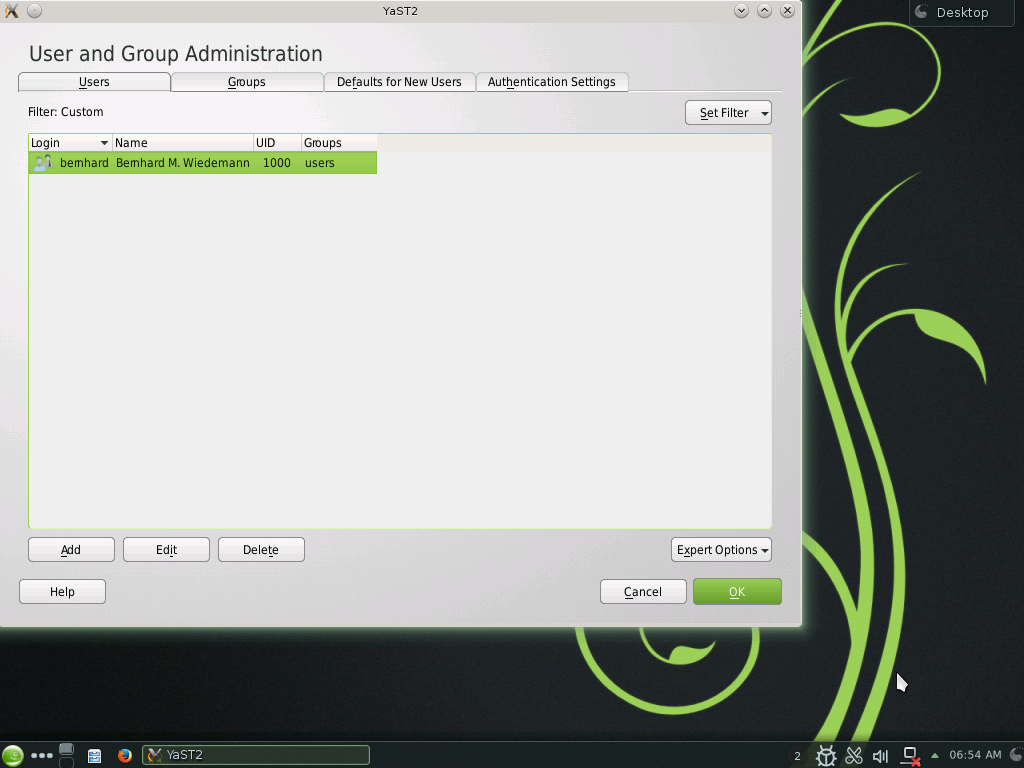 YaST2
Desktop
User and Group Administration
Users Groups Defaults for New Users Authentication Settings
Filter: Custom
Set Filter
Login Name UID Groups
bernhard Bernhard M. Wiedemann 1000 users
Add Edit Delete Expert Options
Help Cancel OK
YaST2 2 06:54 AM